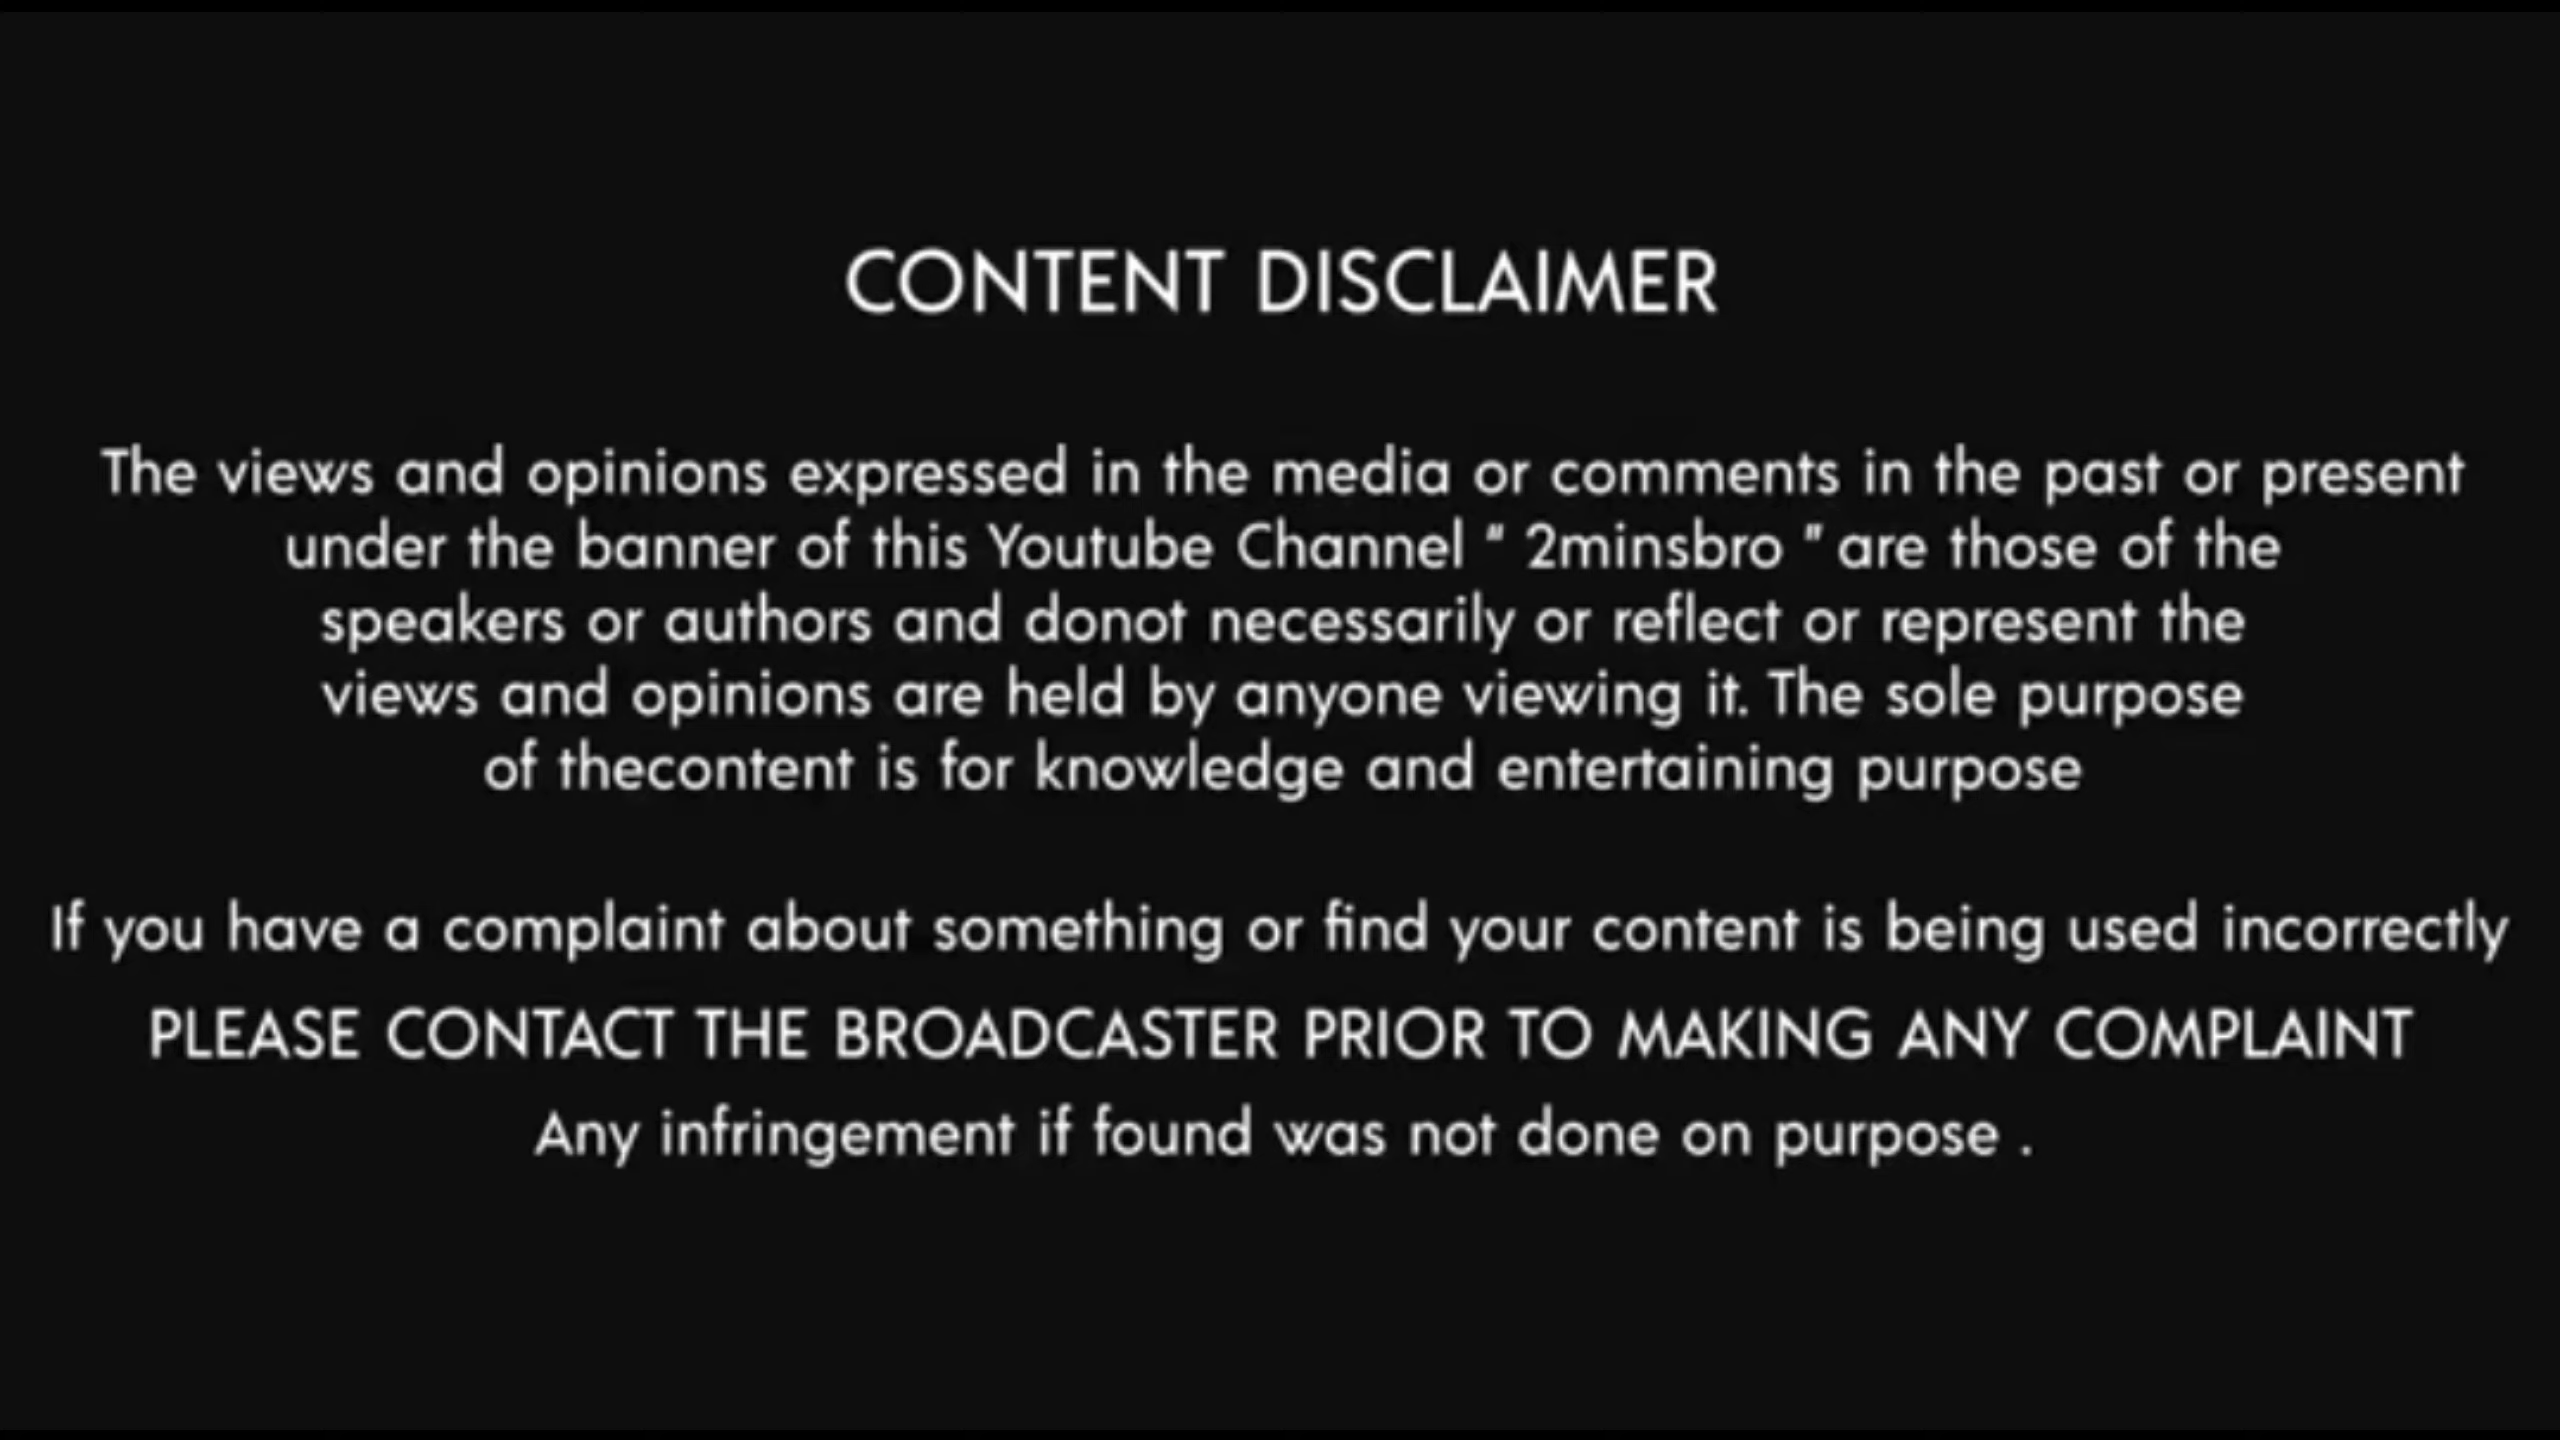 CONTENT DISCLAIMER
The views and opinions expressed in the media or comments in the past or present
under the banner of this Youtube Channel " 2minsbro " are those of the
speakers or authors and donot necessarily or reflect or represent the
views and opinions are held by anyone viewing it. The sole purpose
of thecontent is for knowledge and entertaining purpose
If you have a complaint about something or find your content is being used incorrectly
PLEASE CONTACT THE BROADCASTER PRIOR TO MAKING ANY COMPLAINT
Any infringement if found was not done on purpose .